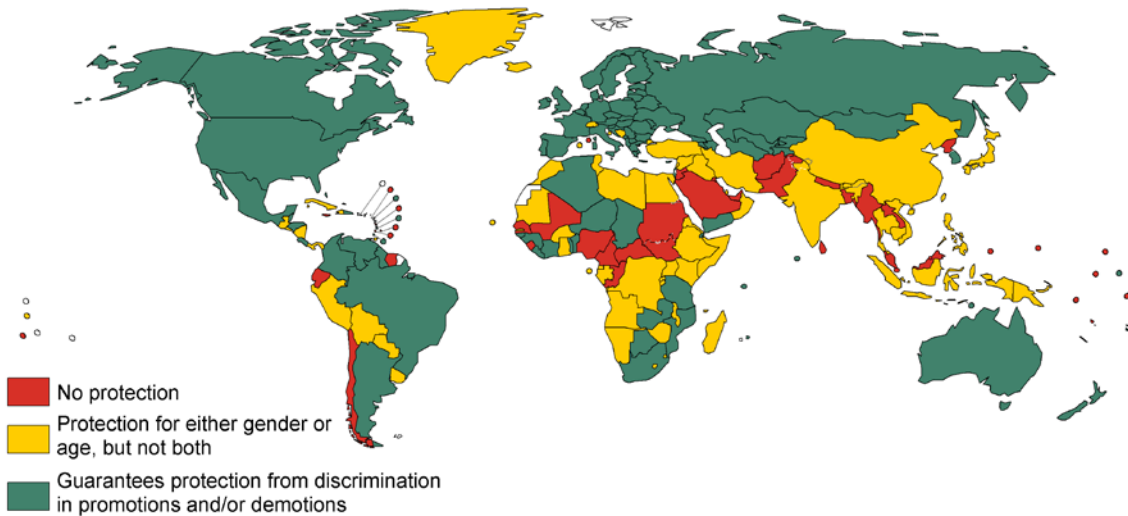 No protection
Protection for either gender or
age, but not both
Guarantees protection from discrimination
in promotions and/or demotions